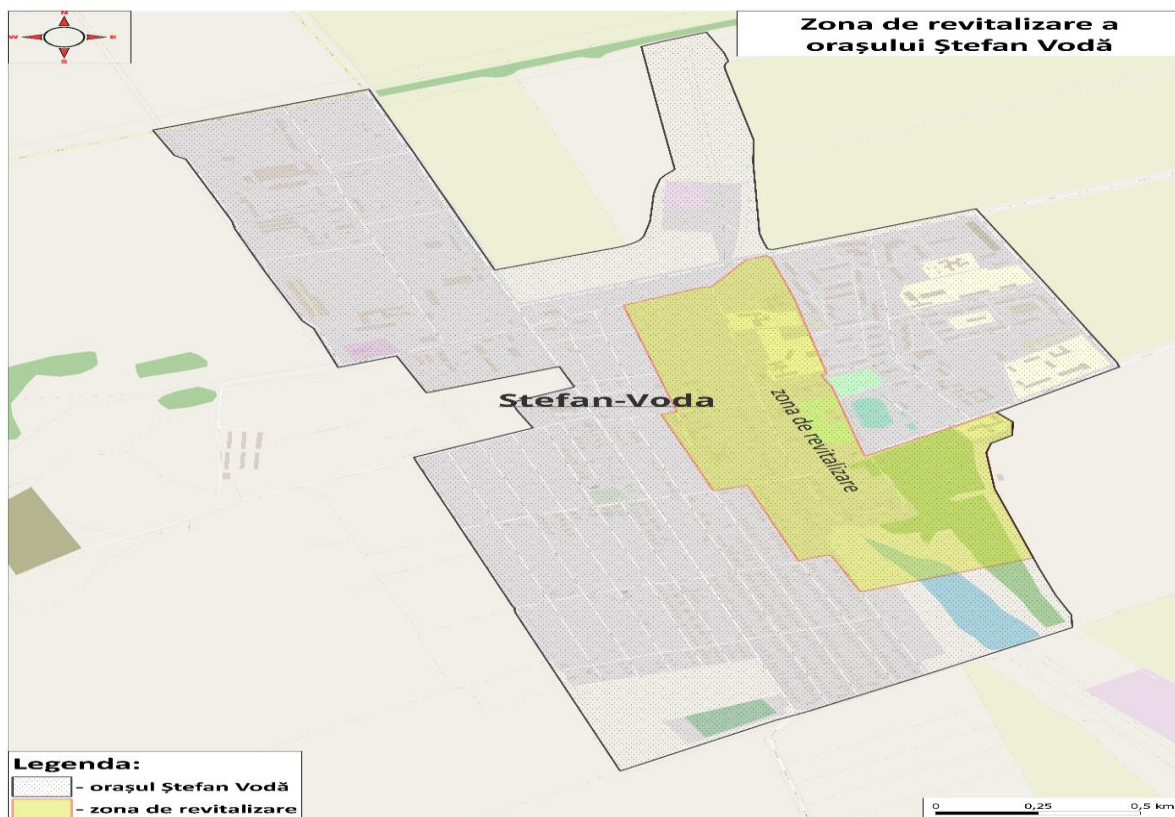 N
W E
S
Zona de revitalizare a
orașului Ștefan Vodă
Stefan-Voda
zona de revitalizare
Legenda:
- orașul Ștefan Vodă
- zona de revitalizare
0 0,25 0,5 km